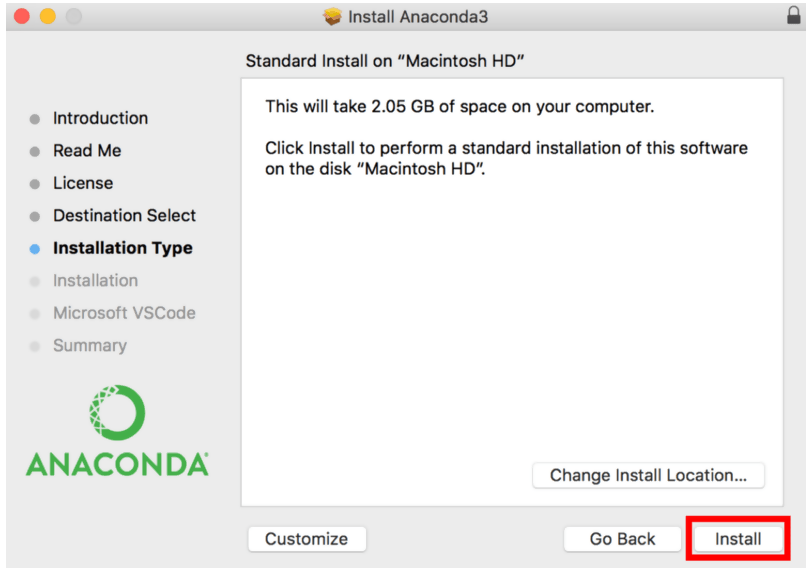 Install Anaconda3
Standard Install on “Macintosh HD”
Introduction
Read Me
License
Destination Select
Installation Type
Installation
Microsoft VSCode
Summary
ANACONDA
This will take 2.05 GB of space on your computer.
Click Install to perform a standard installation of this software
on the disk “Macintosh HD”.
Change Install Location...
Customize
Go Back
Install